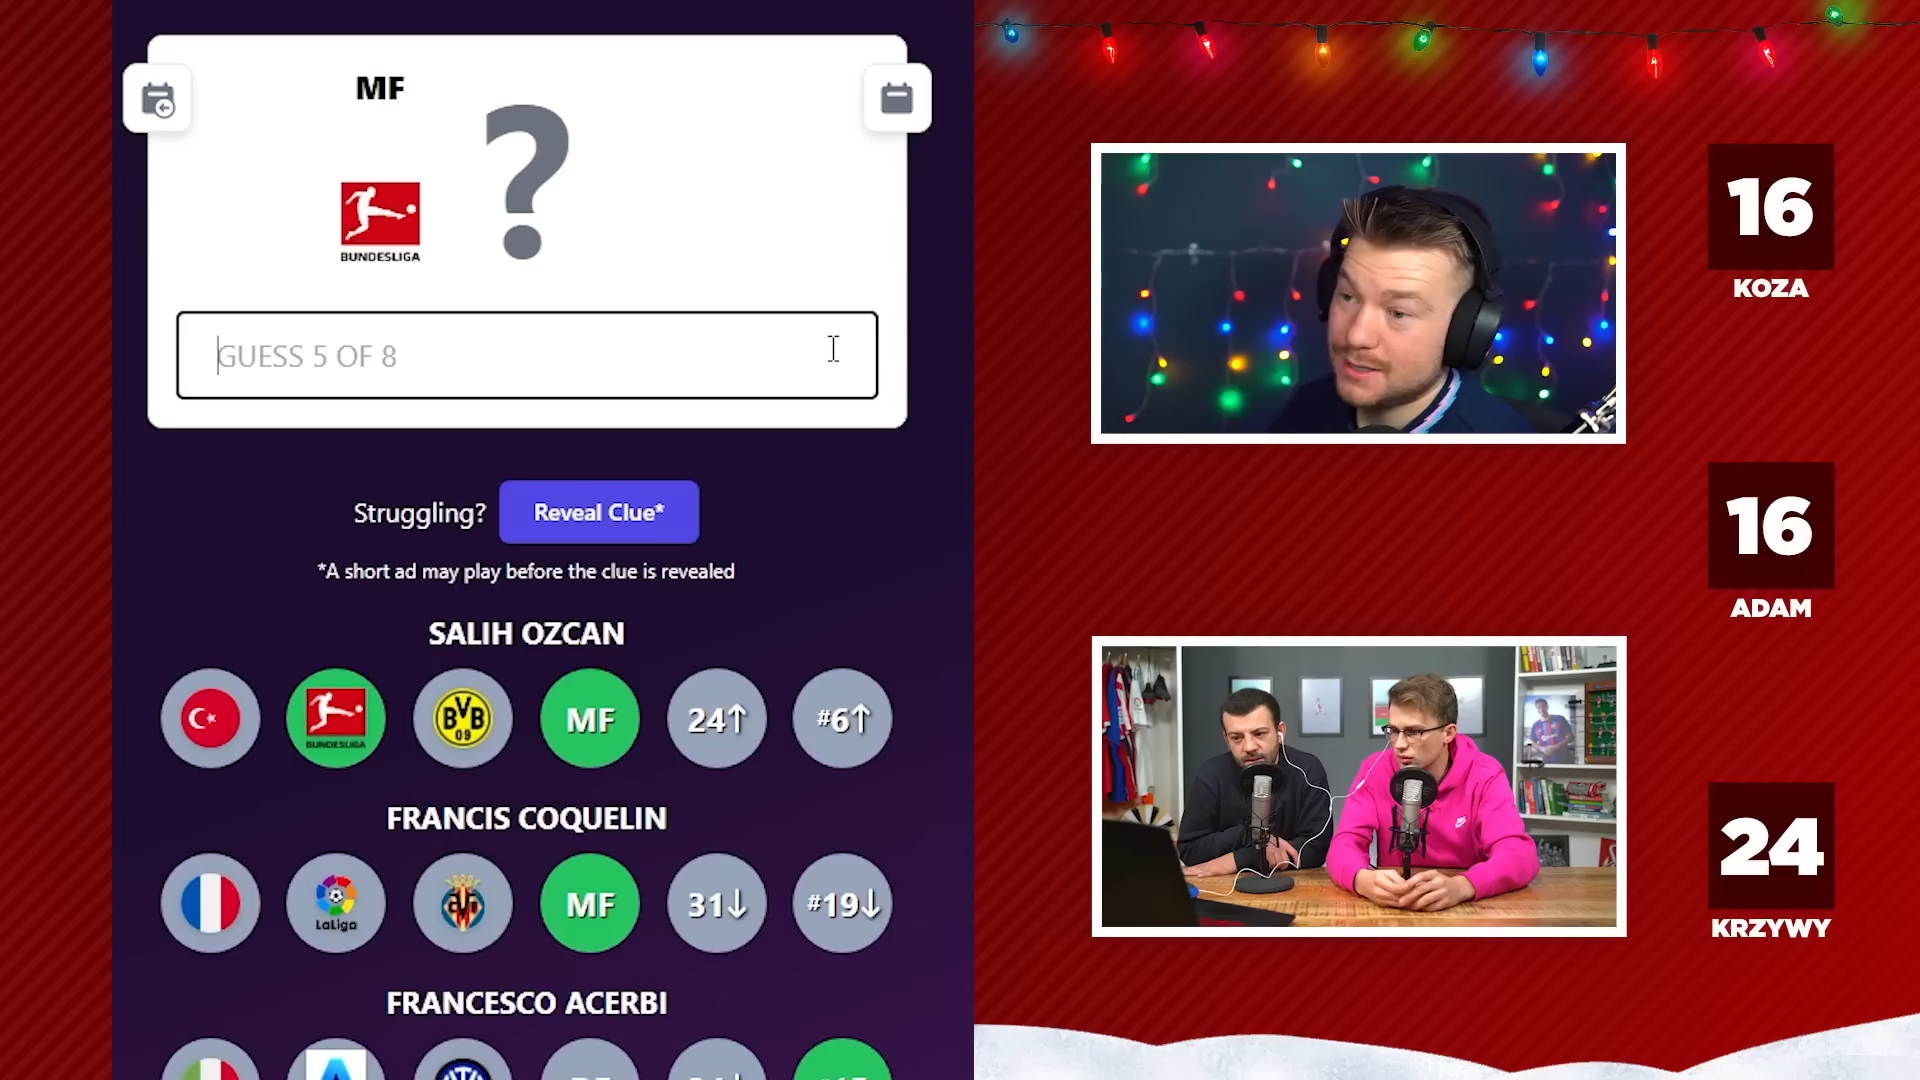 MF
BUNDESLIGA
GUESS 5 OF 8
Struggling?
Reveal Clue*
*A short ad may play before the clue is revealed
SALIH OZCAN
BUNDESLIGA
BVB
09
MF
24↑
#6↑
FRANCIS COQUELIN
LaLiga
MF
31↓
#19↓
FRANCESCO ACERBI
16
KOZA
16
ADAM
24
KRZYWY